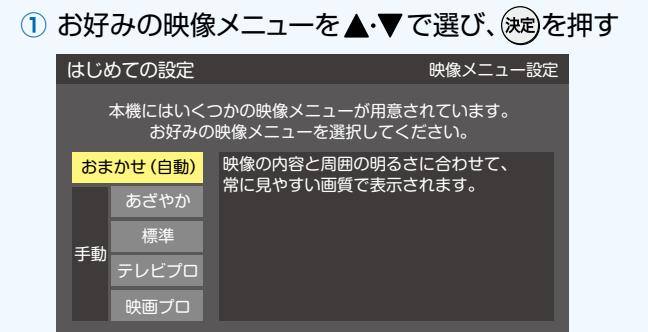 ① お好みの映像メニューを▲・▼で選び、決定を押す
はじめての設定
映像メニュー設定
本機にはいくつかの映像メニューが用意されています。
お好みの映像メニューを選択してください。
おまかせ（自動）
映像の内容と周囲の明るさに合わせて、
常に見やすい画質で表示されます。
手動
あざやか
標準
テレビプロ
映画プロ